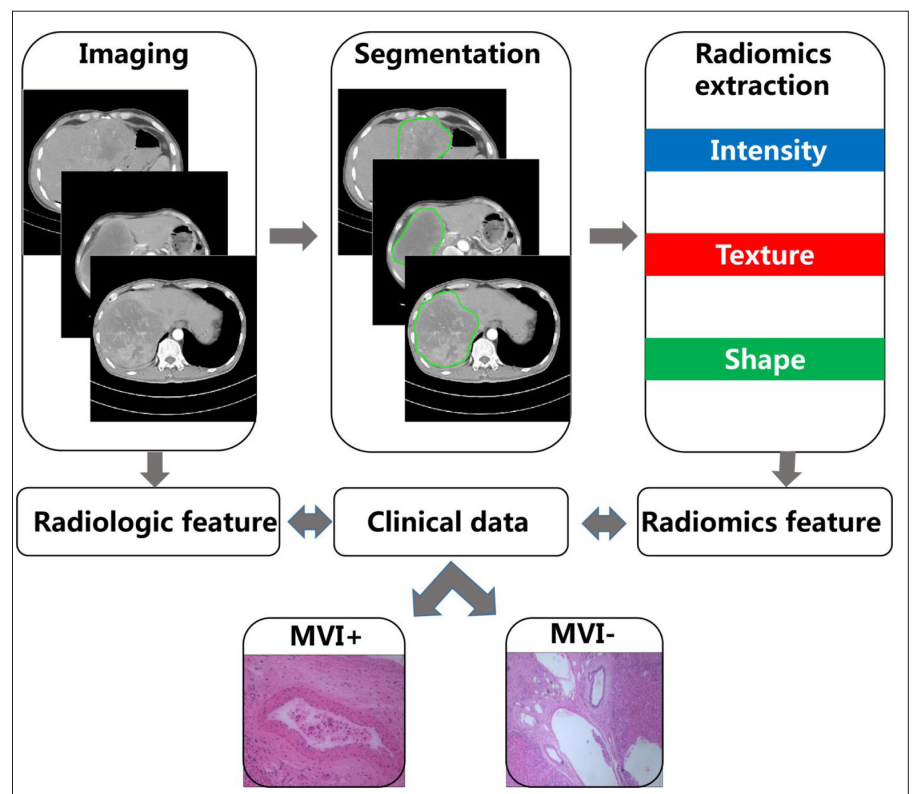 Imaging
Segmentation
Radiomics
extraction
Intensity
Texture
Shape
Radiologic feature
Clinical data
Radiomics feature
MVI+
MVI-